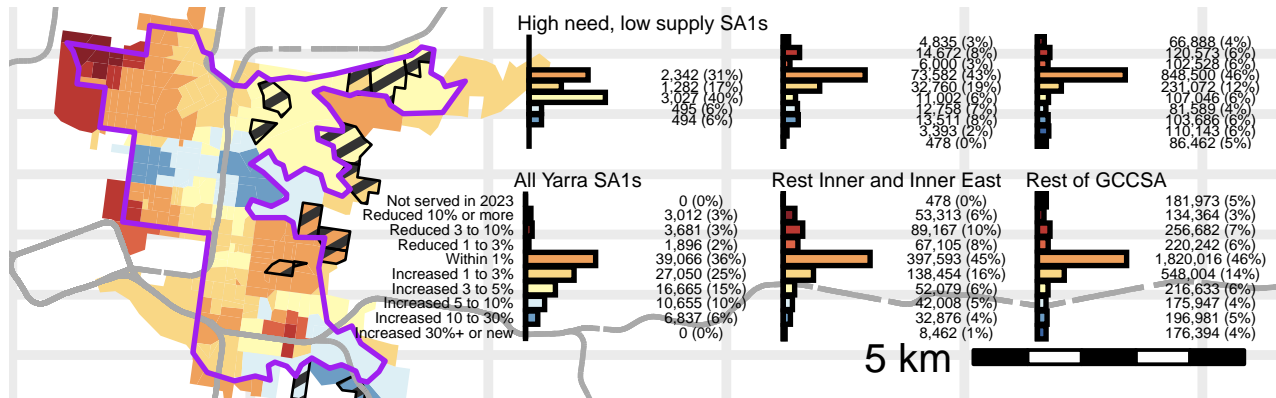 High need, low supply SA1s
4,835 (3%) 66,888 (4%)
14,672 (8%) 120,573 (6%)
6,000 (3%) 102,528 (6%)
2,342 (31%) 73,582 (43%) 848,500 (46%)
1,282 (17%) 32,760 (19%) 231,072 (12%)
3,027 (40%) 11,002 (6%) 107,046 (6%)
495 (6%) 12,758 (7%) 81,589 (4%)
494 (6%) 13,511 (8%) 103,686 (6%)
3,393 (2%) 110,143 (6%)
478 (0%) 86,462 (5%)
All Yarra SA1s Rest Inner and Inner East Rest of GCCSA
Not served in 2023 0 (0%) 478 (0%) 181,973 (5%)
Reduced 10% or more 3,012 (3%) 53,313 (6%) 134,364 (3%)
Reduced 3 to 10% 3,681 (3%) 89,167 (10%) 256,682 (7%)
Reduced 1 to 3% 1,896 (2%) 67,105 (8%) 220,242 (6%)
Within 1% 39,066 (36%) 397,593 (45%) 1,820,016 (46%)
Increased 1 to 3% 27,050 (25%) 138,454 (16%) 548,004 (14%)
Increased 3 to 5% 16,665 (15%) 52,079 (6%) 216,633 (6%)
Increased 5 to 10% 10,655 (10%) 42,008 (5%) 175,947 (4%)
Increased 10 to 30% 6,837 (6%) 32,876 (4%) 196,981 (5%)
Increased 30%+ or new 0 (0%) 8,462 (1%) 176,394 (4%)
5 km